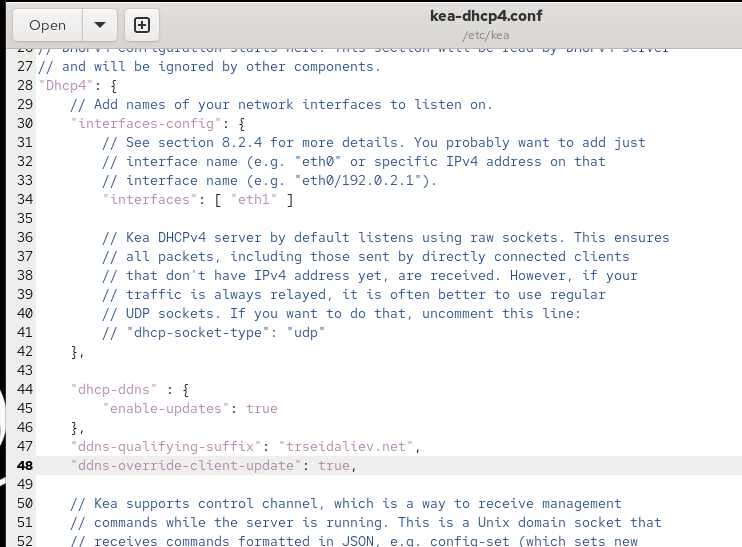 Open
kea-dhcp4.conf
/etc/kea
26 // DHCPv4 configuration starts here. This section will be read by DHCPv4 server
27 // and will be ignored by other components.
28 "Dhcp4": {
29     // Add names of your network interfaces to listen on.
30     "interfaces-config": {
31         // See section 8.2.4 for more details. You probably want to add just
32         // interface name (e.g. "eth0" or specific IPv4 address on that
33         // interface name (e.g. "eth0/192.0.2.1").
34         "interfaces": [ "eth1" ]
35
36         // Kea DHCPv4 server by default listens using raw sockets. This ensures
37         // all packets, including those sent by directly connected clients
38         // that don't have IPv4 address yet, are received. However, if your
39         // traffic is always relayed, it is often better to use regular
40         // UDP sockets. If you want to do that, uncomment this line:
41         // "dhcp-socket-type": "udp"
42     },
43
44     "dhcp-ddns" : {
45         "enable-updates": true
46     },
47     "ddns-qualifying-suffix": "trseidaliev.net",
48     "ddns-override-client-update": true,
49
50     // Kea supports control channel, which is a way to receive management
51     // commands while the server is running. This is a Unix domain socket that
52     // receives commands formatted in JSON, e.g. config-set (which sets new